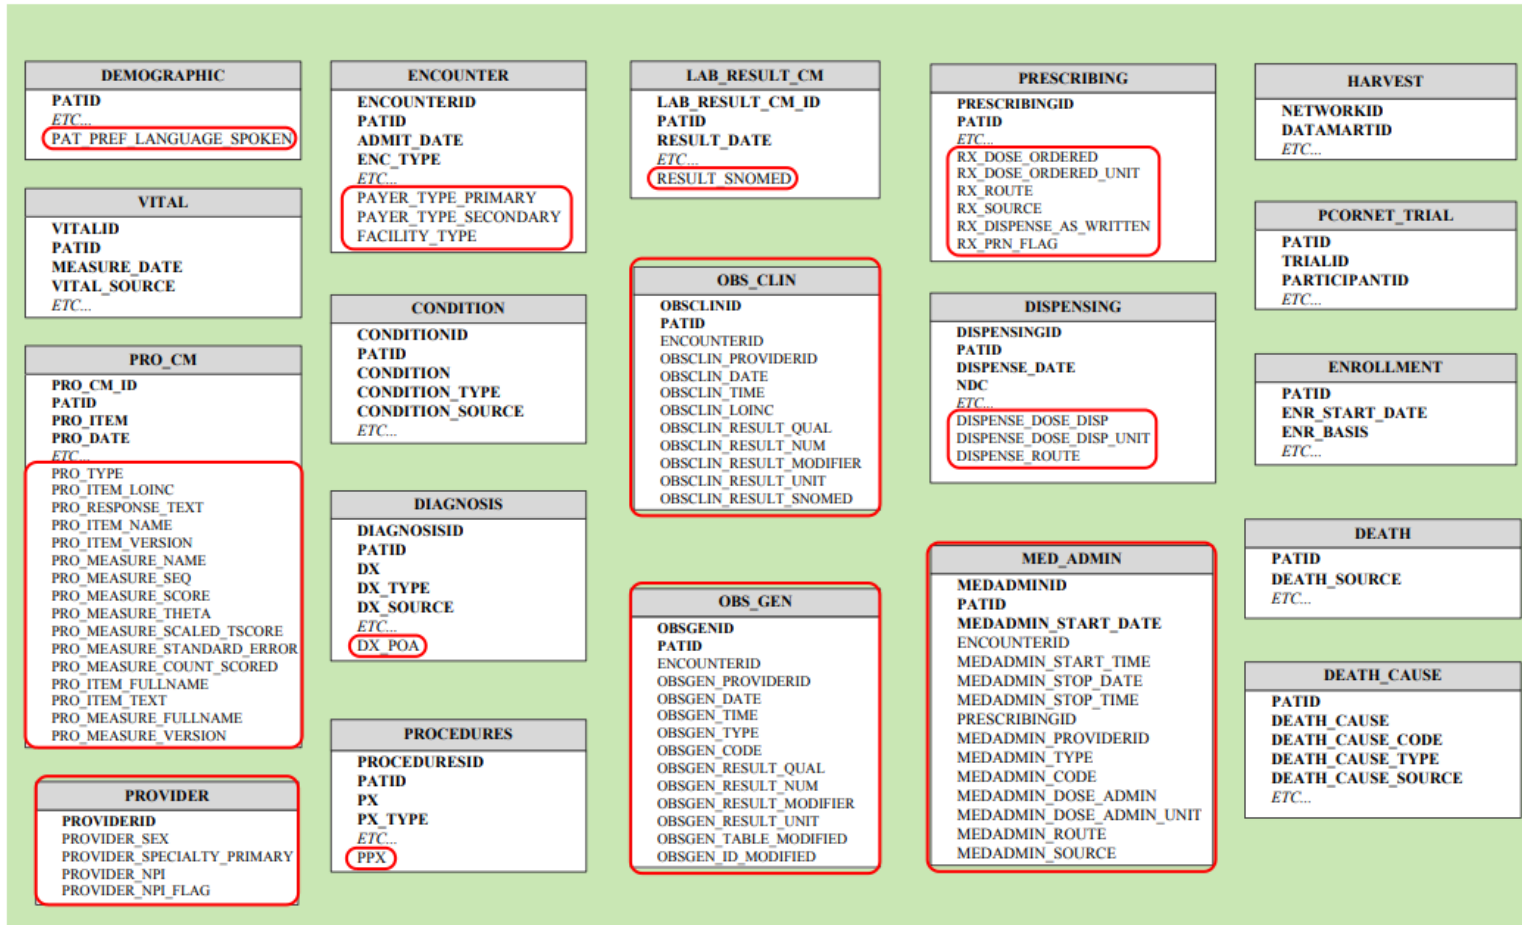 DEMOGRAPHIC
PATID
ETC...
PAT_PREF_LANGUAGE_SPOKEN
VITAL
VITALID
PATID
MEASURE_DATE
VITAL_SOURCE
ETC...
PRO_CM
PRO_CM_ID
PATID
PRO_ITEM
PRO_DATE
ETC...
PRO_TYPE
PRO_ITEM_LOINC
PRO_RESPONSE_TEXT
PRO_ITEM_NAME
PRO_ITEM_VERSION
PRO_MEASURE_NAME
PRO_MEASURE_SEQ
PRO_MEASURE_SCORE
PRO_MEASURE_THETA
PRO_MEASURE_SCALED_TSCORE
PRO_MEASURE_STANDARD_ERROR
PRO_MEASURE_COUNT_SCORED
PRO_ITEM_FULLNAME
PRO_ITEM_TEXT
PRO_MEASURE_FULLNAME
PRO_MEASURE_VERSION
PROVIDER
PROVIDERID
PROVIDER_SEX
PROVIDER_SPECIALTY_PRIMARY
PROVIDER_NPI
PROVIDER_NPI_FLAG
ENCOUNTER
ENCOUNTERID
PATID
ADMIT_DATE
ENC_TYPE
ETC...
PAYER_TYPE_PRIMARY
PAYER_TYPE_SECONDARY
FACILITY_TYPE
CONDITION
CONDITIONID
PATID
CONDITION
CONDITION_TYPE
CONDITION_SOURCE
ETC...
DIAGNOSIS
DIAGNOSISID
PATID
DX
DX_TYPE
DX_SOURCE
ETC...
DX_POA
PROCEDURES
PROCEDURESID
PATID
PX
PX_TYPE
ETC...
PPX
LAB_RESULT_CM
LAB_RESULT_CM_ID
PATID
RESULT_DATE
ETC...
RESULT_SNOMED
OBS_CLIN
OBSCLINID
PATID
ENCOUNTERID
OBSCLIN_PROVIDERID
OBSCLIN_DATE
OBSCLIN_TIME
OBSCLIN_LOINC
OBSCLIN_RESULT_QUAL
OBSCLIN_RESULT_NUM
OBSCLIN_RESULT_MODIFIER
OBSCLIN_RESULT_UNIT
OBSCLIN_RESULT_SNOMED
OBS_GEN
OBSGENID
PATID
ENCOUNTERID
OBSGEN_PROVIDERID
OBSGEN_DATE
OBSGEN_TIME
OBSGEN_TYPE
OBSGEN_CODE
OBSGEN_RESULT_QUAL
OBSGEN_RESULT_NUM
OBSGEN_RESULT_MODIFIER
OBSGEN_RESULT_UNIT
OBSGEN_TABLE_MODIFIED
OBSGEN_ID_MODIFIED
PRESCRIBING
PRESCRIBINGID
PATID
ETC...
RX_DOSE_ORDERED
RX_DOSE_ORDERED_UNIT
RX_ROUTE
RX_SOURCE
RX_DISPENSE_AS_WRITTEN
RX_PRN_FLAG
DISPENSING
DISPENSINGID
PATID
DISPENSE_DATE
NDC
ETC...
DISPENSE_DOSE_DISP
DISPENSE_DOSE_DISP_UNIT
DISPENSE_ROUTE
MED_ADMIN
MEDADMINID
PATID
MEDADMIN_START_DATE
ENCOUNTERID
MEDADMIN_START_TIME
MEDADMIN_STOP_DATE
MEDADMIN_STOP_TIME
PRESCRIBINGID
MEDADMIN_PROVIDERID
MEDADMIN_TYPE
MEDADMIN_CODE
MEDADMIN_DOSE_ADMIN
MEDADMIN_DOSE_ADMIN_UNIT
MEDADMIN_ROUTE
MEDADMIN_SOURCE
HARVEST
NETWORKID
DATAMARTID
ETC...
PCORNET_TRIAL
PATID
TRIALID
PARTICIPANTID
ETC...
ENROLLMENT
PATID
ENR_START_DATE
ENR_BASIS
ETC...
DEATH
PATID
DEATH_SOURCE
ETC...
DEATH_CAUSE
PATID
DEATH_CAUSE
DEATH_CAUSE_CODE
DEATH_CAUSE_TYPE
DEATH_CAUSE_SOURCE
ETC...